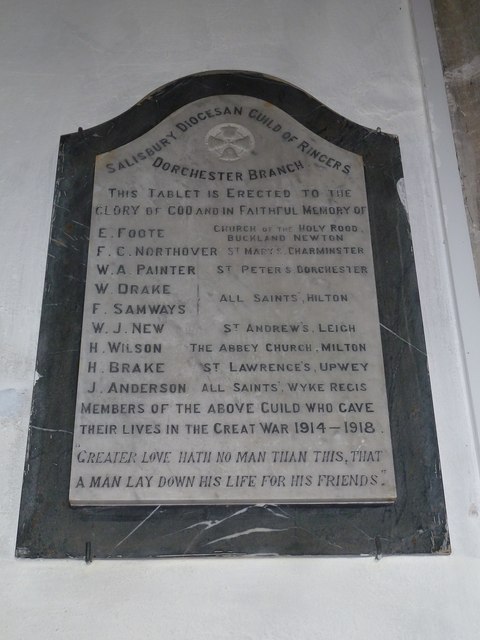 SALISBURY DIOCESAN GUILD OF RINGERS.
DORCHESTER BRANCH.
THIS TABLET IS ERECTED TO THE
GLORY OF GOD AND IN FAITHFUL MEMORY OF
E. FOOTE CHURCH OF THE HOLY ROOD, BUCKLAND NEWTON
F. C. NORTHOVER ST MARY'S, CHARMINSTER
W. A. PAINTER ST PETER'S DORCHESTER
W. DRAKE
F. SAMWAYS ALL SAINTS, HILTON
W. J. NEW ST ANDREW'S, LEIGH
H. WILSON THE ABBEY CHURCH, MILTON
H. BRAKE ST LAWRENCE'S, UPWEY
J. ANDERSON ALL SAINTS', WYKE REGIS
MEMBERS OF THE ABOVE GUILD WHO GAVE
THEIR LIVES IN THE GREAT WAR 1914-1918.
"GREATER LOVE HATH NO MAN THAN THIS, THAT
A MAN LAY DOWN HIS LIFE FOR HIS FRIENDS."